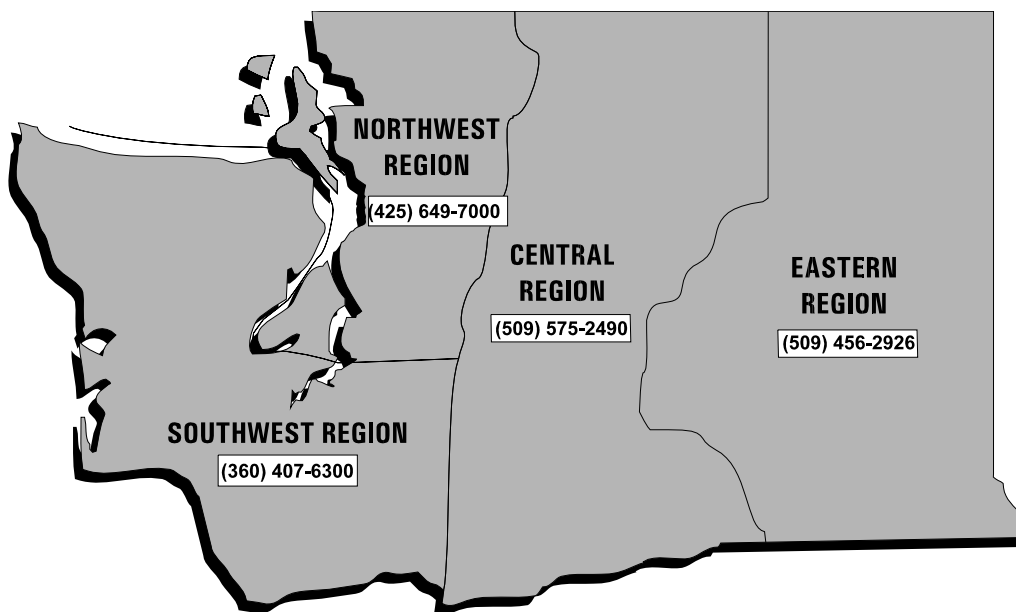 NORTHWEST
REGION
(425) 649-7000
CENTRAL
REGION
(509) 575-2490
EASTERN
REGION
(509) 456-2926
SOUTHWEST REGION
(360) 407-6300